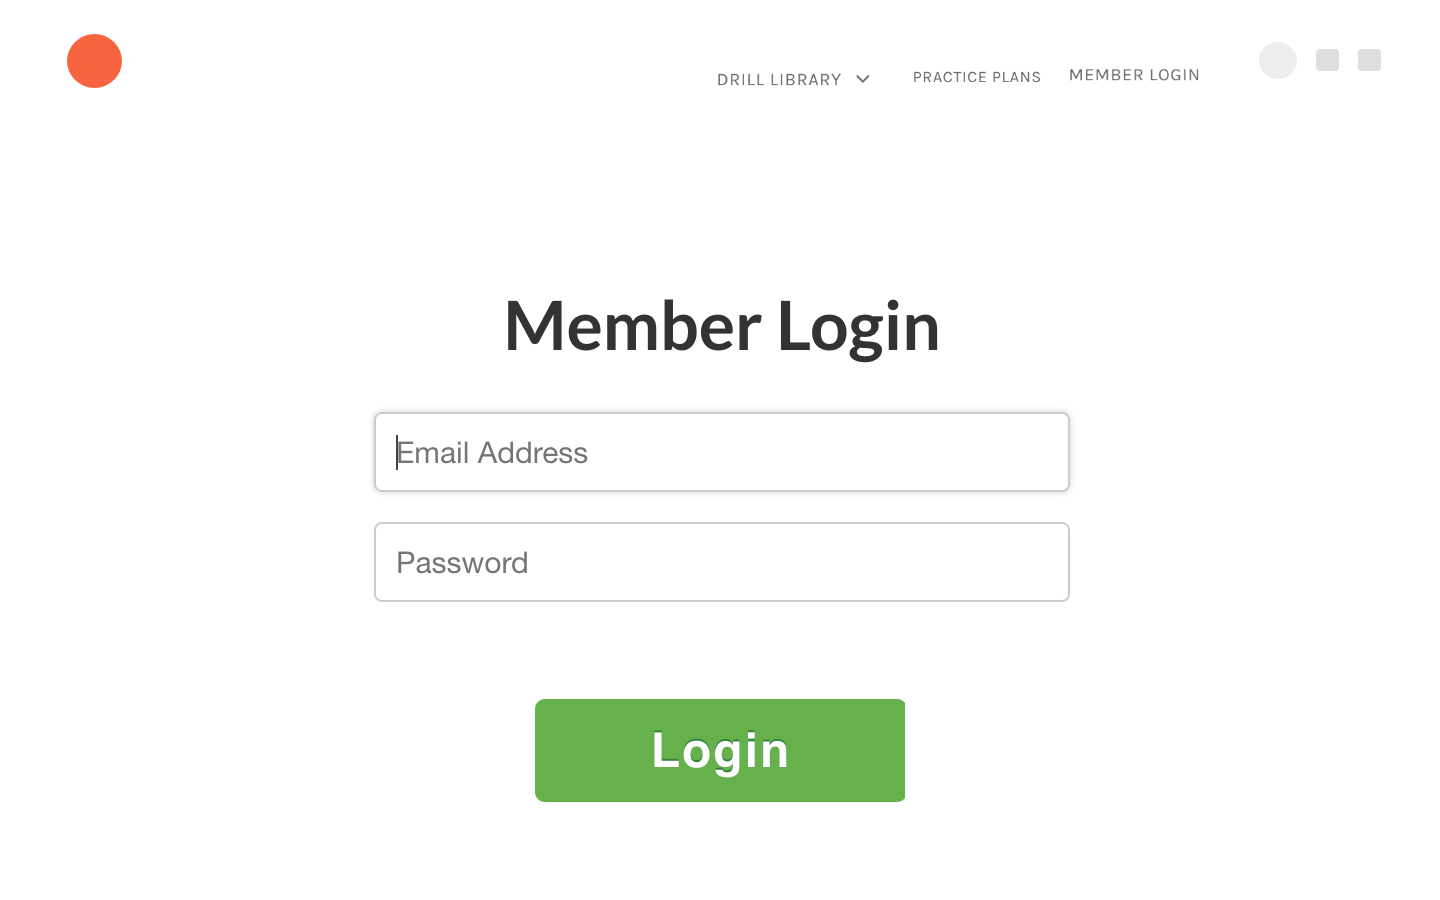 DRILL LIBRARY
PRACTICE PLANS
MEMBER LOGIN
Member Login
Email Address
Password
Login